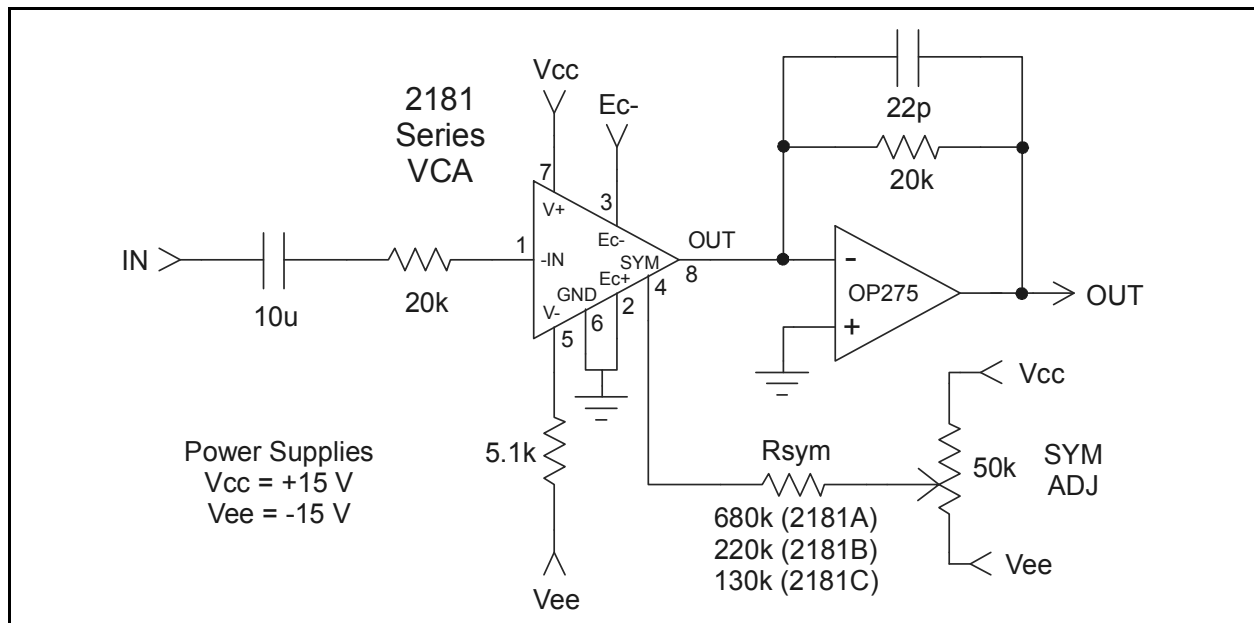 2181
Series
VCA
Vcc
Ec-
7
V+
3
Ec-
IN
10u
20k
1
-IN
SYM
OUT
8
4
Ec+
GND
2
6
V-
5
22p
20k
-
OP275
+
OUT
5.1k
Vee
Power Supplies
Vcc = +15 V
Vee = -15 V
Rsym
680k (2181A)
220k (2181B)
130k (2181C)
Vcc
50k
SYM
ADJ
Vee